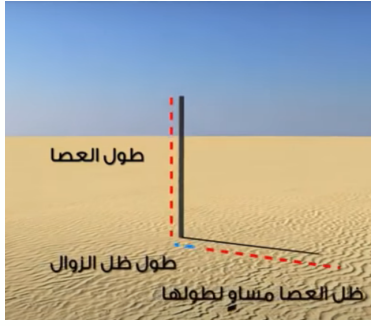 طول العصا
طول ظل الزوال
ظل العصا مساوٍ لطولها